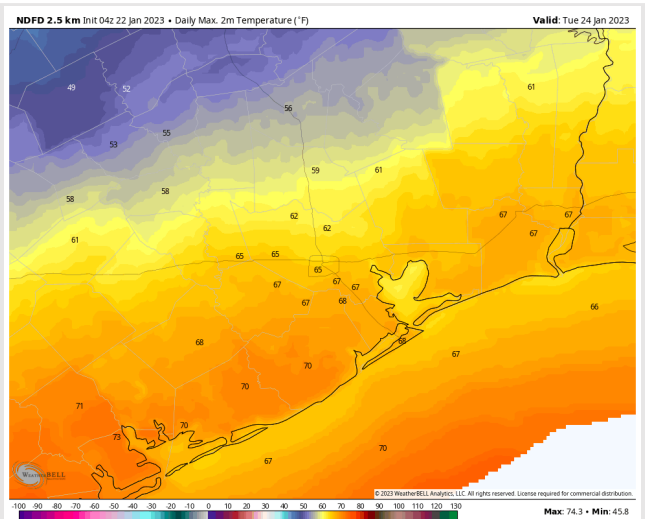 NDFD 2.5 km Init 04z 22 Jan 2023 • Daily Max. 2m Temperature (˚F) Valid: Tue 24 Jan 2023
49 52 61
56
55
53
59 61
58 58
62 67 67
62 67
61
65 65
65
67 67 67
67 68 66
68 68 67
70
70
71
70
73 70
67
WEATHERBELL
© 2023 WeatherBELL Analytics, LLC. All rights reserved. License required for commercial distribution.
-100 -90 -80 -70 -60 -50 -40 -30 -20 -10 0 10 20 30 40 50 60 70 80 90 100 110 120 130
Max: 74.3 • Min: 45.8